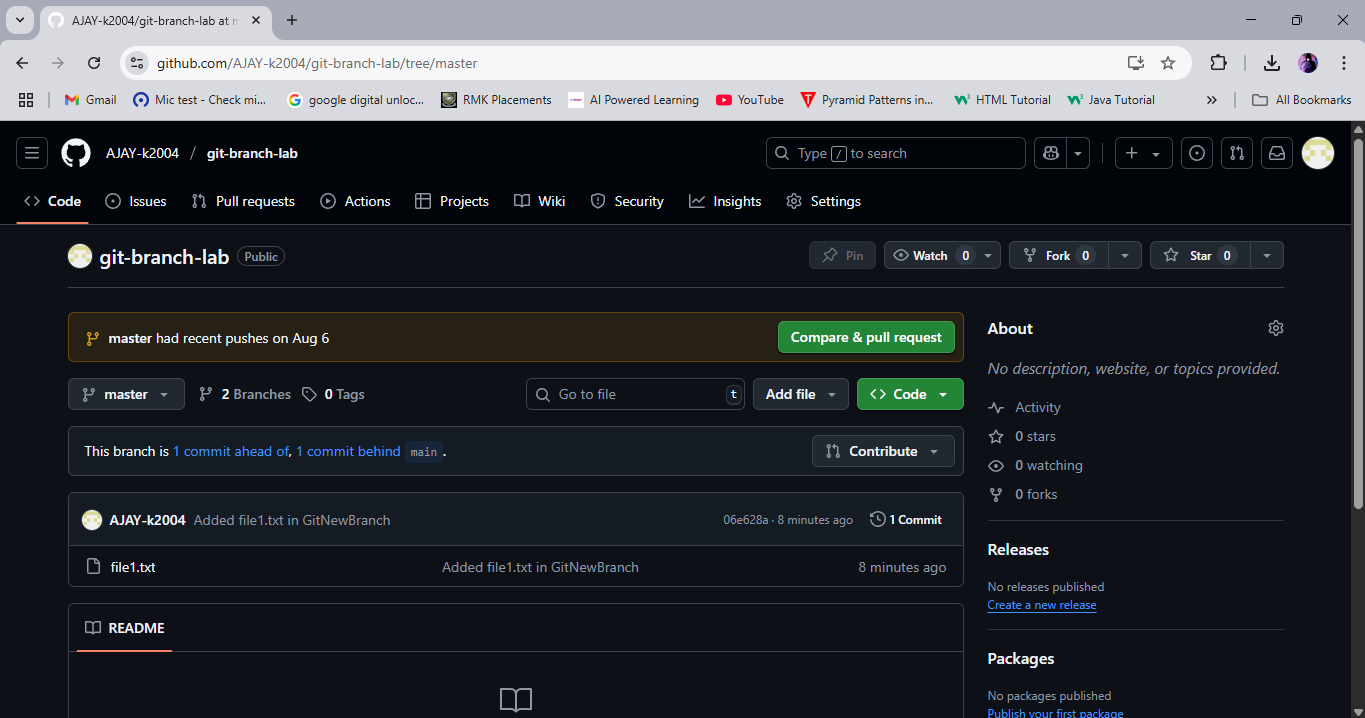 AJAY-k2004/git-branch-lab at m
github.com/AJAY-k2004/git-branch-lab/tree/master
Gmail
Mic test - Check mi...
google digital unloc...
RMK Placements
AI Powered Learning
YouTube
Pyramid Patterns in...
HTML Tutorial
Java Tutorial
All Bookmarks
AJAY-k2004 / git-branch-lab
Type / to search
Code
Issues
Pull requests
Actions
Projects
Wiki
Security
Insights
Settings
git-branch-lab
Public
Pin
Watch 0
Fork 0
Star 0
master had recent pushes on Aug 6
Compare & pull request
master
2 Branches
0 Tags
Go to file
t
Add file
Code
This branch is 1 commit ahead of, 1 commit behind main .
Contribute
AJAY-k2004 Added file1.txt in GitNewBranch
06e628a · 8 minutes ago
1 Commit
file1.txt
Added file1.txt in GitNewBranch
8 minutes ago
README
About
No description, website, or topics provided.
Activity
0 stars
0 watching
0 forks
Releases
No releases published
Create a new release
Packages
No packages published
Publish your first package